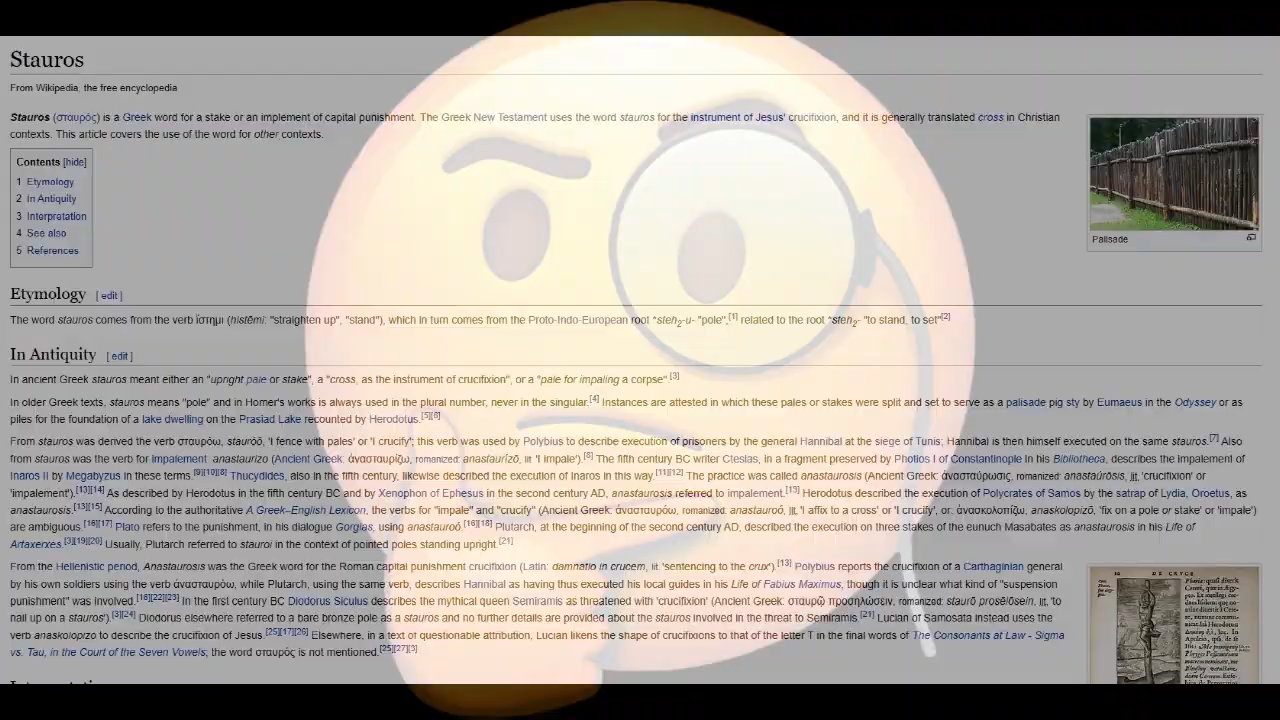 Stauros
From Wikipedia, the free encyclopedia
Stauros (σταυρός) is a Greek word for a stake or an implement of capital punishment. The Greek New Testament uses the word stauros for the instrument of Jesus' crucifixion, and it is generally translated cross in Christian
contexts. This article covers the use of the word for other contexts.
Contents [hide]
1 Etymology
2 In Antiquity
3 Interpretation
4 See also
5 References
Palisade
Etymology [ edit ]
The word stauros comes from the verb ἵστημι (histēmi: "straighten up", "stand"), which in turn comes from the Proto-Indo-European root *steh₂-u- "pole",[1] related to the root *steh₂- "to stand, to set"[2]
In Antiquity [ edit ]
In ancient Greek stauros meant either an "upright pale or stake", a "cross, as the instrument of crucifixion", or a "pale for impaling a corpse".[3]
In older Greek texts, stauros means "pole" and in Homer's works is always used in the plural number, never in the singular.[4] Instances are attested in which these pales or stakes were split and set to serve as a palisade pig sty by Eumaeus in the Odyssey or as
piles for the foundation of a lake dwelling on the Prasiad Lake recounted by Herodotus.[5][6]
From stauros was derived the verb σταυρόω, stauróō, 'I fence with pales' or 'I crucify'; this verb was used by Polybius to describe execution of prisoners by the general Hannibal at the siege of Tunis; Hannibal is then himself executed on the same stauros.[7] Also
from stauros was the verb for impalement: anastaurízo (Ancient Greek: ἀνασταυρίζω, romanized: anastaurízō, lit. 'I impale').[8] The fifth century BC writer Ctesias, in a fragment preserved by Photios I of Constantinople in his Bibliotheca, describes the impalement of
Inaros II by Megabyzus in these terms.[9][10][8] Thucydides, also in the fifth century, likewise described the execution of Inaros in this way.[11][12] The practice was called anastaurosis (Ancient Greek: ἀνασταύρωσις, romanized: anastaúrōsis, lit. 'crucifixion' or
'impalement').[13][14] As described by Herodotus in the fifth century BC and by Xenophon of Ephesus in the second century AD, anastaurosis referred to impalement.[13] Herodotus described the execution of Polycrates of Samos by the satrap of Lydia, Oroetus, as
anastaurosis.[13][15] According to the authoritative A Greek–English Lexicon, the verbs for "impale" and "crucify" (Ancient Greek: ἀνασταυρόω, romanized: anastauróō, lit. 'I affix to a cross' or 'I crucify', or: ἀνασκολοπίζω, anaskolopizō, 'fix on a pole or stake' or 'impale')
are ambiguous.[16][17] Plato refers to the punishment, in his dialogue Gorgias, using anastauroó.[16][18] Plutarch, at the beginning of the second century AD, described the execution on three stakes of the eunuch Masabates as anastaurosis in his Life of
Artaxerxes.[3][19][20] Usually, Plutarch referred to stauroi in the context of pointed poles standing upright.[21]
From the Hellenistic period, Anastaurosis was the Greek word for the Roman capital punishment crucifixion (Latin: damnatio in crucem, lit. 'sentencing to the crux').[13] Polybius reports the crucifixion of a Carthaginian general
by his own soldiers using the verb ἀνασταυρόω, while Plutarch, using the same verb, describes Hannibal as having thus executed his local guides in his Life of Fabius Maximus, though it is unclear what kind of "suspension
punishment" was involved.[16][22][23] In the first century BC Diodorus Siculus describes the mythical queen Semiramis as threatened with 'crucifixion' (Ancient Greek: σταυρῷ προσηλώσειν, romanized: staurō prosēlōsein, lit. 'to
nail up on a stauros').[3][24] Diodorus elsewhere referred to a bare bronze pole as a stauros and no further details are provided about the stauros involved in the threat to Semiramis.[21] Lucian of Samosata instead uses the
verb anaskolopizo to describe the crucifixion of Jesus.[25][17][26] Elsewhere, in a text of questionable attribution, Lucian likens the shape of crucifixions to that of the letter T in the final words of The Consonants at Law - Sigma
vs. Tau, in the Court of the Seven Vowels; the word σταυρός is not mentioned.[25][27][3]